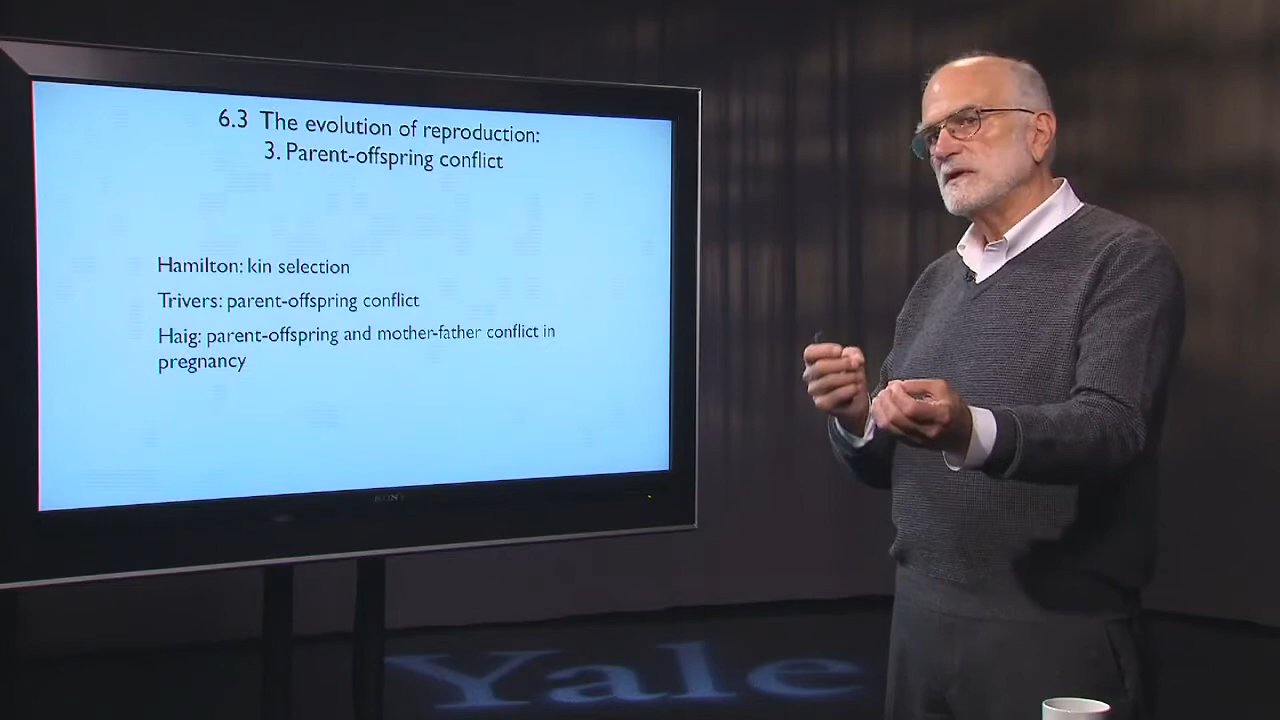 6.3 The evolution of reproduction:
3. Parent-offspring conflict
Hamilton: kin selection
Trivers: parent-offspring conflict
Haig: parent-offspring and mother-father conflict in
pregnancy
SONY
Yale